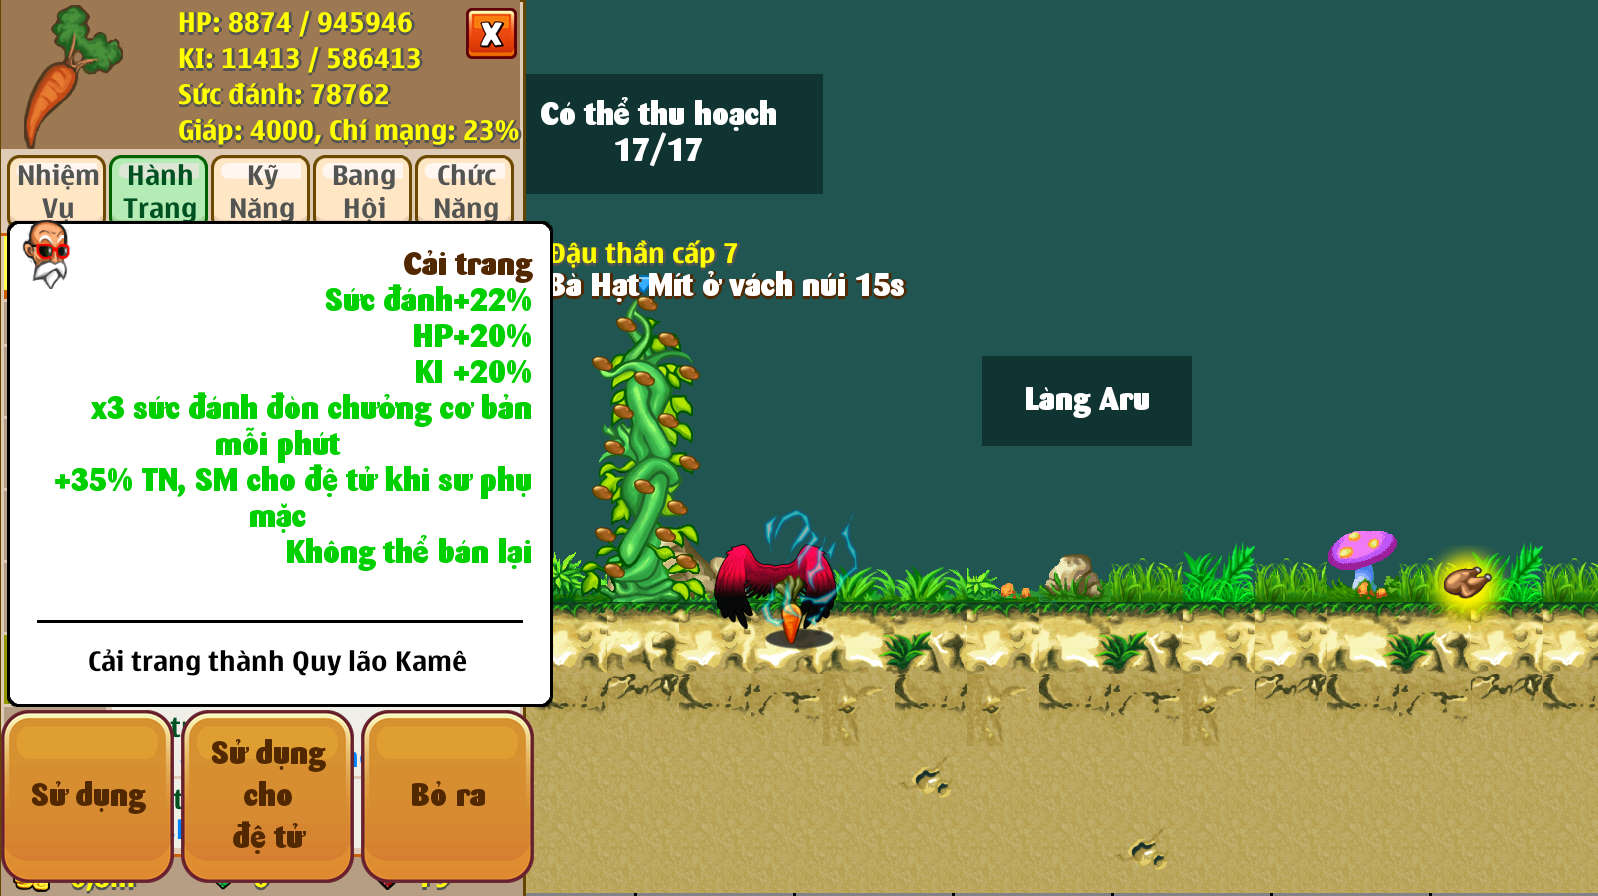 HP: 8874 / 945946
KI: 11413 / 586413
Sức đánh: 78762
Giáp: 4000, Chí mạng: 23%
X
Nhiệm
Vụ
Hành
Trang
Kỹ
Năng
Bang
Hội
Chức
Năng
Cải trang
Sức đánh+22%
HP+20%
KI +20%
x3 sức đánh đòn chưởng cơ bản
mỗi phút
+35% TN, SM cho đệ tử khi sư phụ
mặc
Không thể bán lại
Cải trang thành Quy lão Kamê
Sử dụng
Sử dụng
cho
đệ tử
Bỏ ra
Có thể thu hoạch
17/17
Đậu thần cấp 7
Bà Hạt Mít ở vách núi 15s
Làng Aru